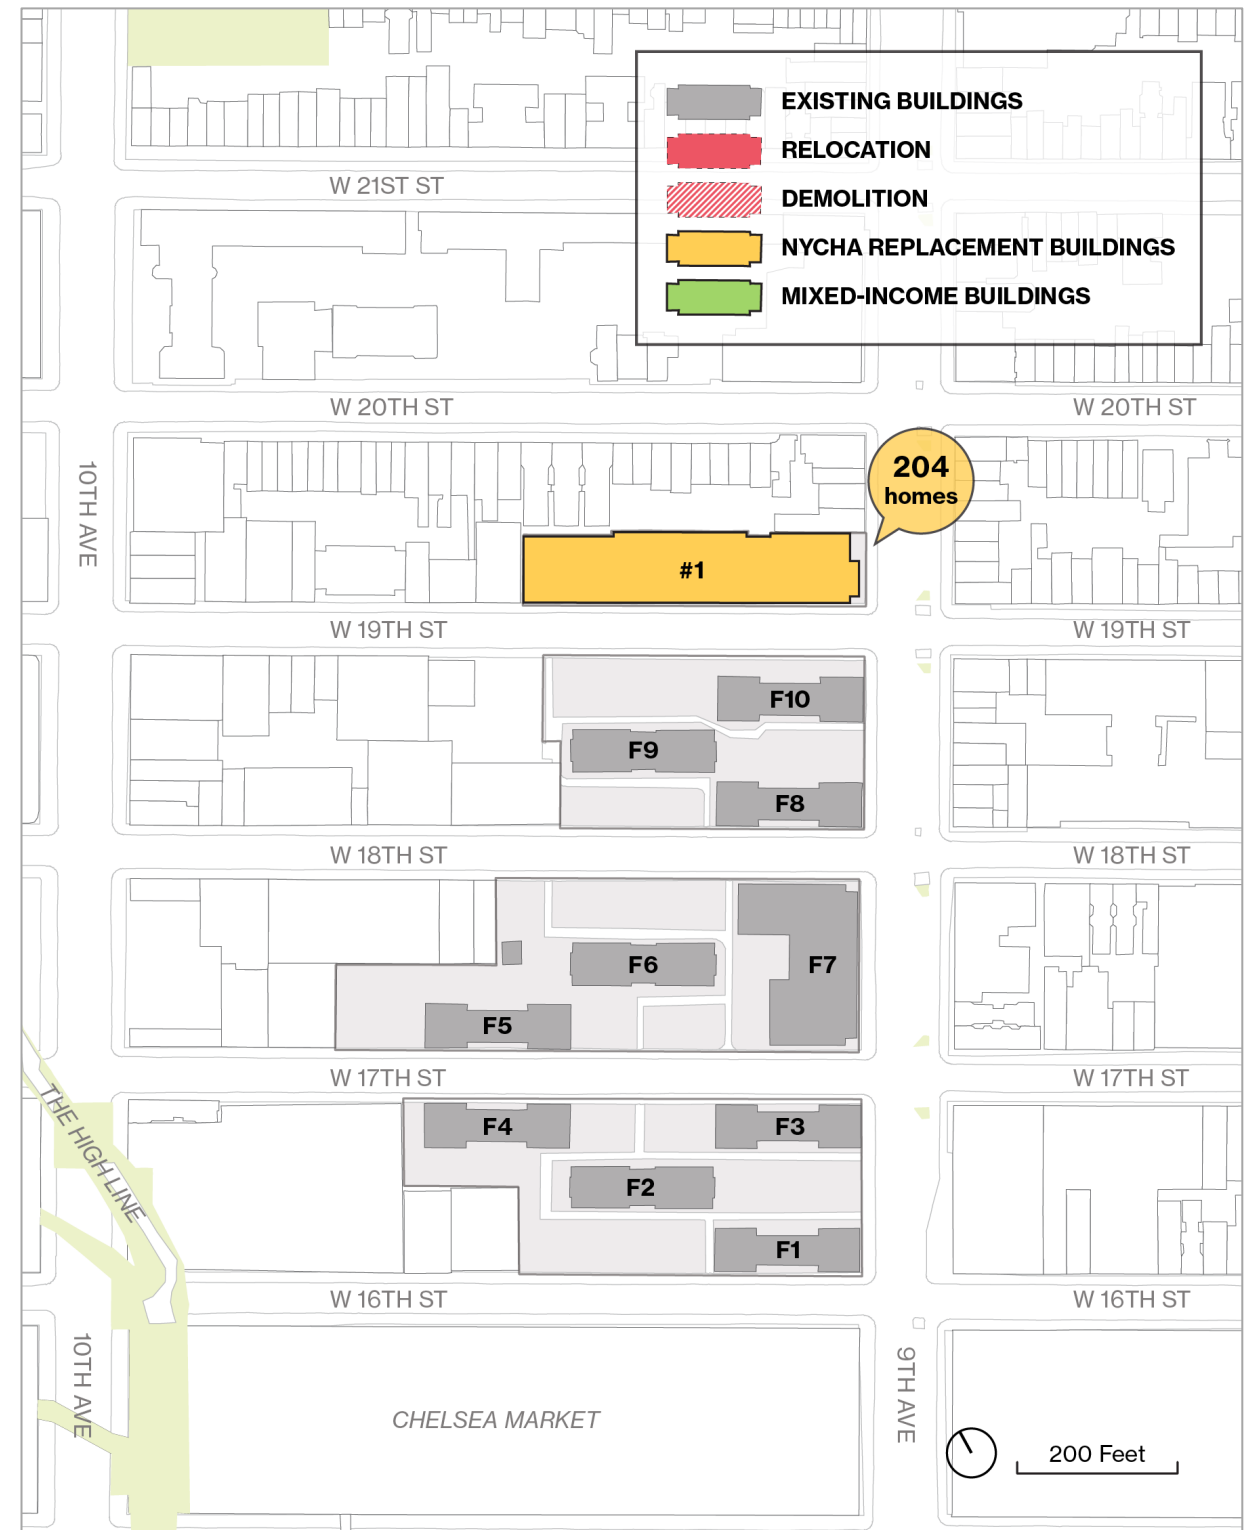 EXISTING BUILDINGS
RELOCATION
DEMOLITION
NYCHA REPLACEMENT BUILDINGS
MIXED-INCOME BUILDINGS
W 21ST ST
W 20TH ST
W 20TH ST
10TH AVE
204
homes
#1
W 19TH ST
W 19TH ST
F10
F9
F8
W 18TH ST
W 18TH ST
F6
F7
F5
W 17TH ST
W 17TH ST
THE HIGH LINE
F4
F3
F2
F1
W 16TH ST
W 16TH ST
10TH AVE
CHELSEA MARKET
9TH AVE
200 Feet